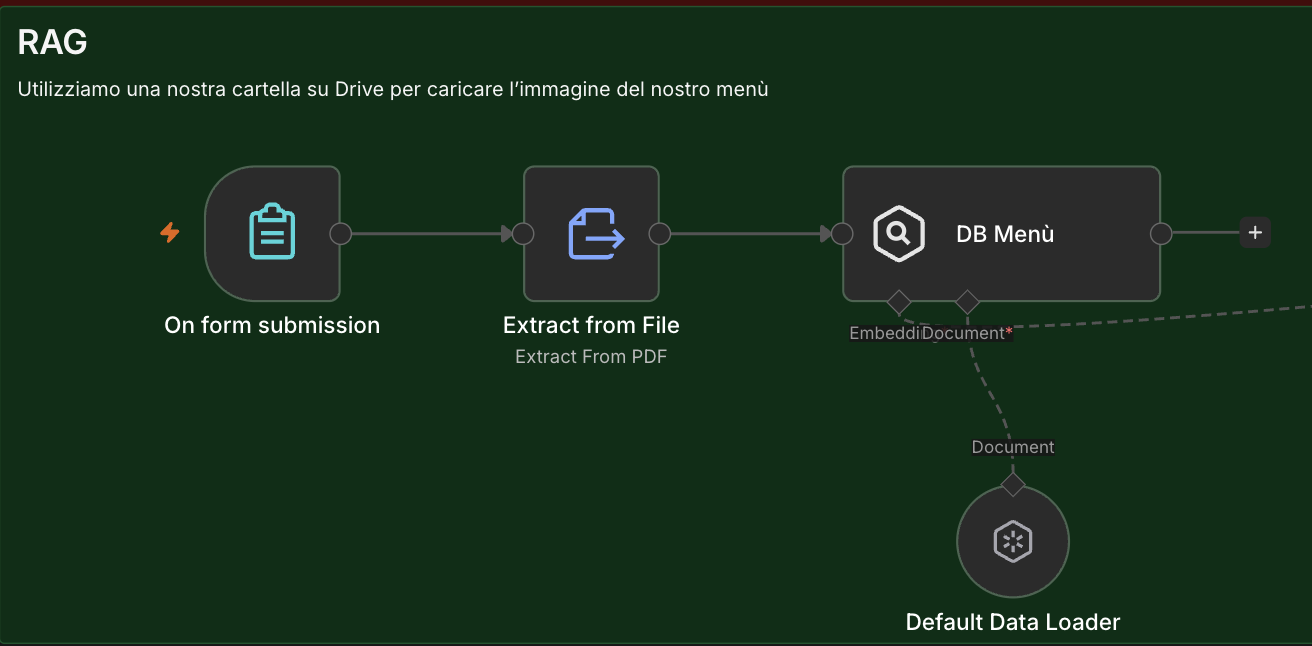 RAG
Utilizziamo una nostra cartella su Drive per caricare l’immagine del nostro menù
DB Menù
On form submission
Extract from File
Extract From PDF
Document*
Document
Default Data Loader